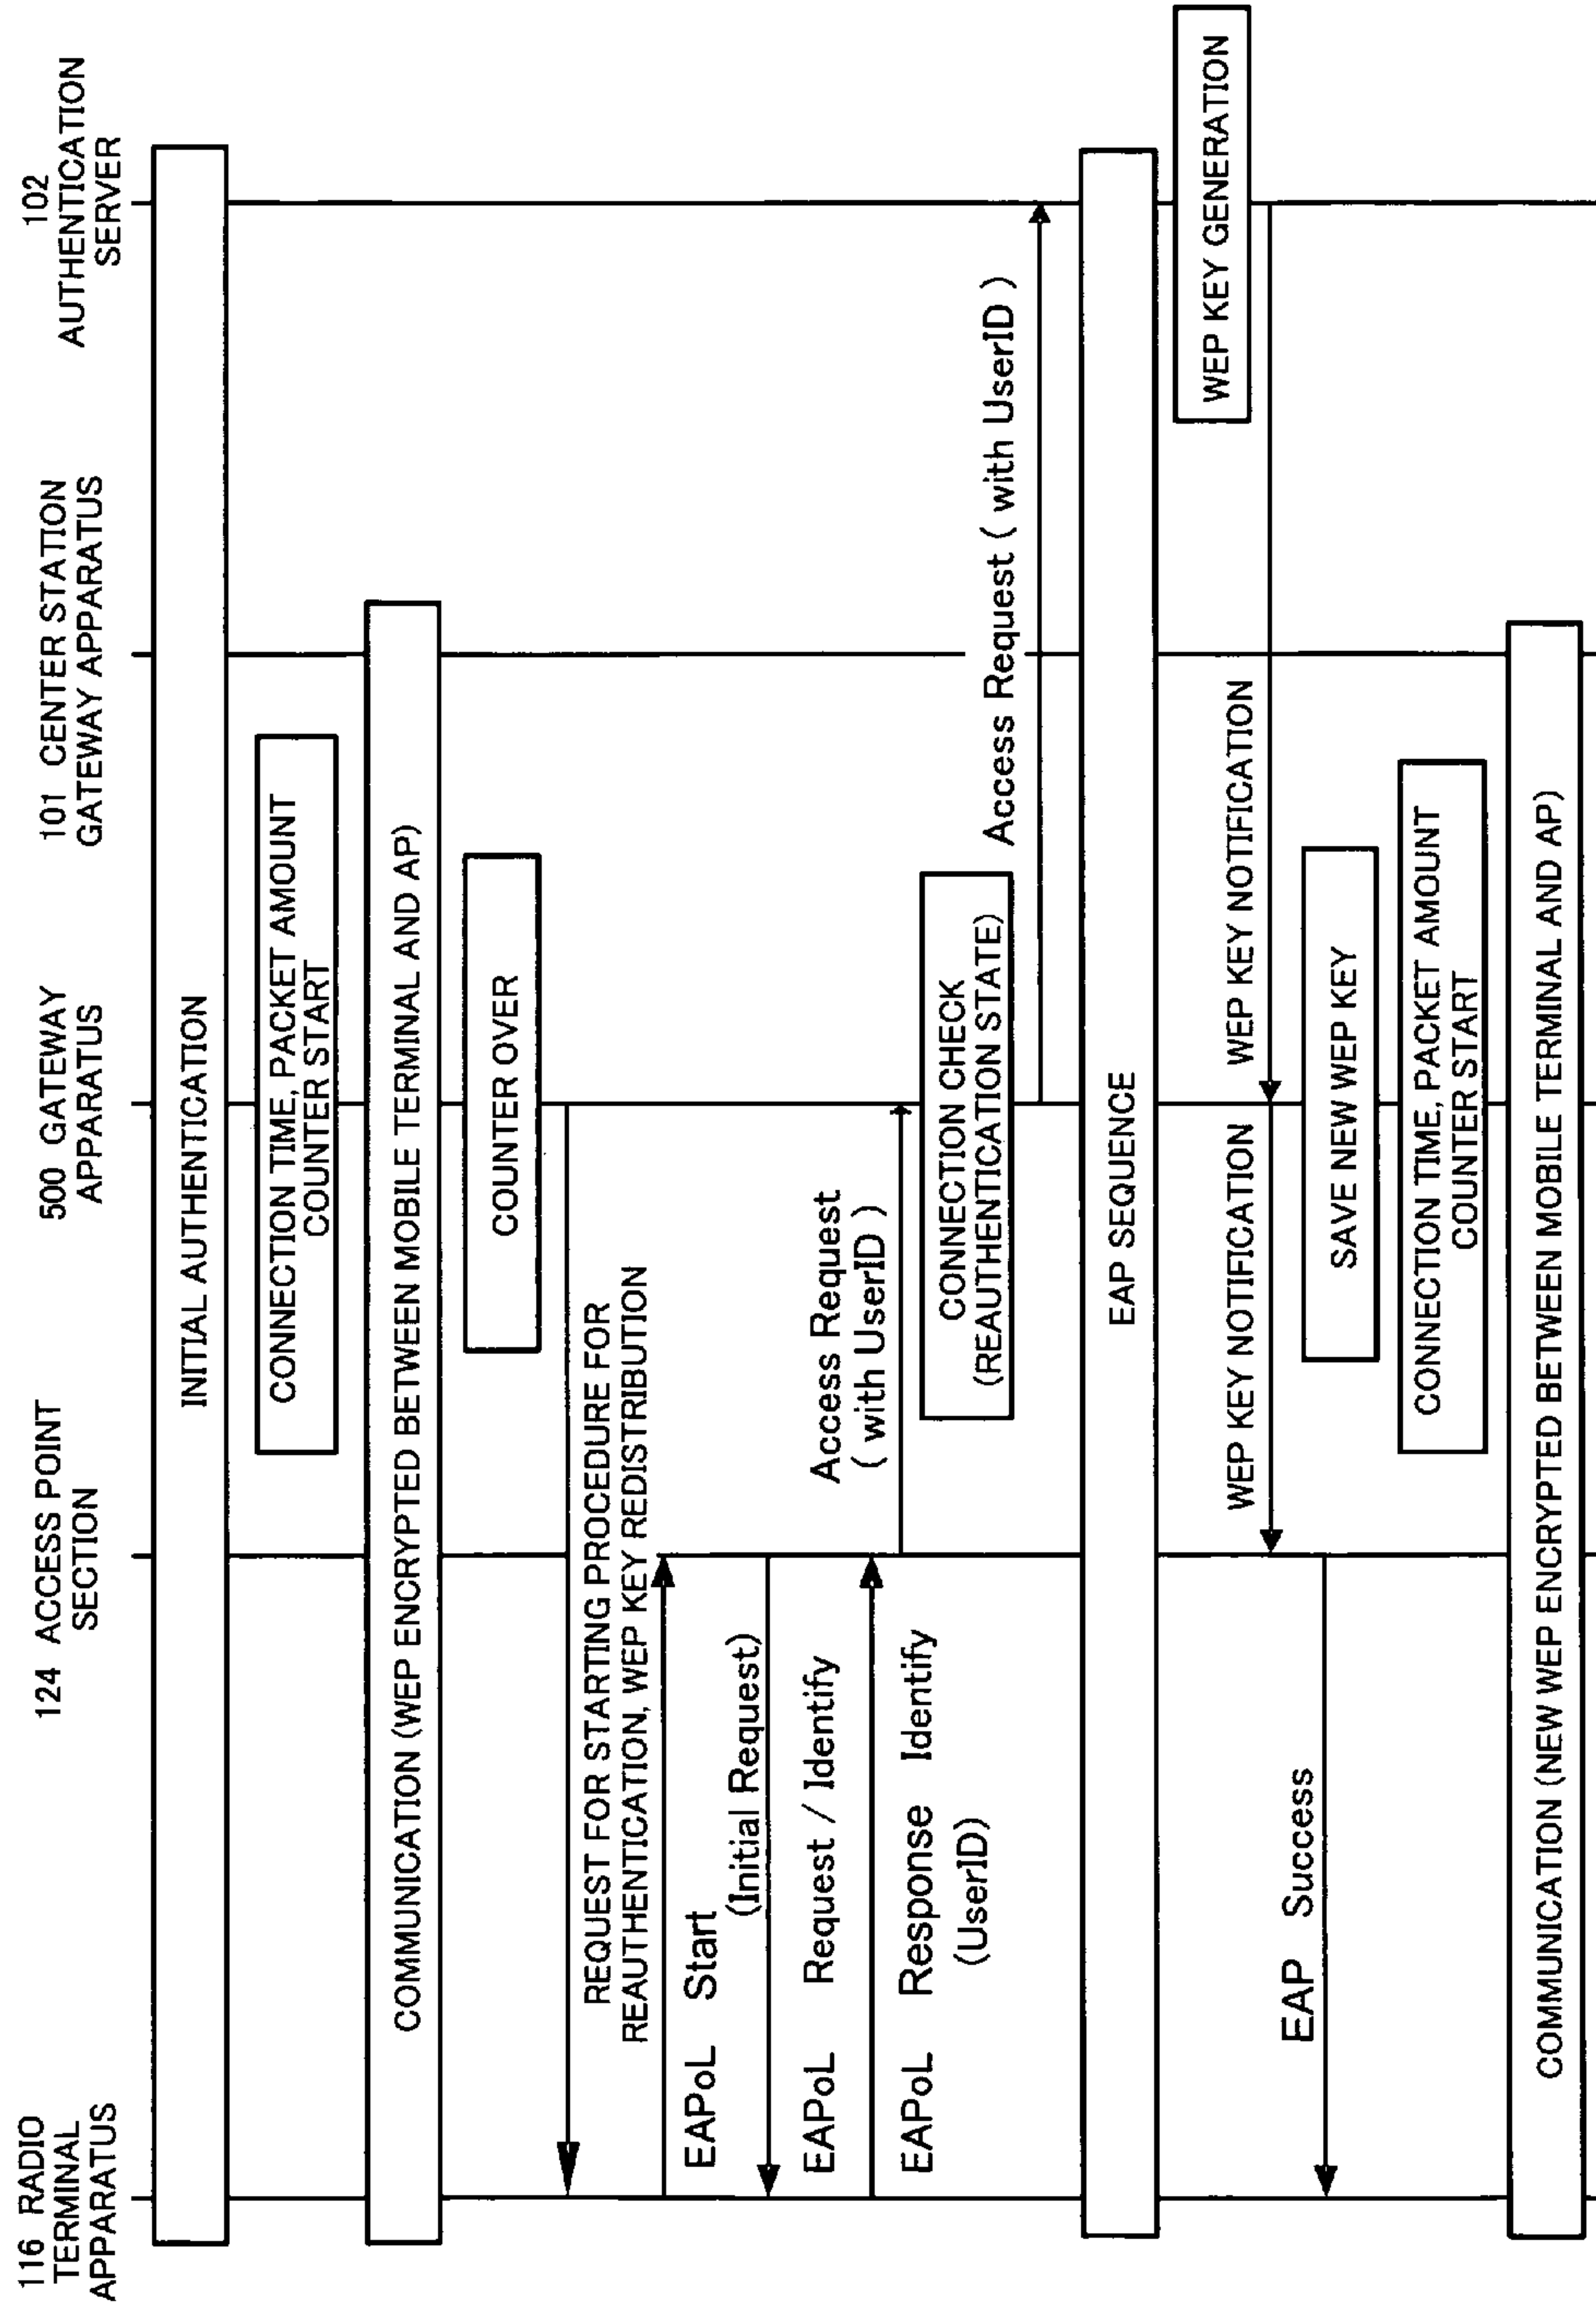 116 RADIO
TERMINAL
APPARATUS
124 ACCESS POINT
SECTION
500 GATEWAY
APPARATUS
101 CENTER STATION
GATEWAY APPARATUS
102
AUTHENTICATION
SERVER
INITIAL AUTHENTICATION
CONNECTION TIME, PACKET AMOUNT
COUNTER START
COMMUNICATION (WEP ENCRYPTED BETWEEN MOBILE TERMINAL AND AP)
COUNTER OVER
REQUEST FOR STARTING PROCEDURE FOR
REAUTHENTICATION, WEP KEY REDISTRIBUTION
EAPoL Start
(Initial Request)
EAPoL Request / Identify
EAPoL Response Identify
(UserID)
Access Request
( with UserID )
CONNECTION CHECK
(REAUTHENTICATION STATE)
Access Request ( with UserID )
EAP SEQUENCE
WEP KEY GENERATION
WEP KEY NOTIFICATION
WEP KEY NOTIFICATION
EAP Success
SAVE NEW WEP KEY
CONNECTION TIME, PACKET AMOUNT
COUNTER START
COMMUNICATION (NEW WEP ENCRYPTED BETWEEN MOBILE TERMINAL AND AP)